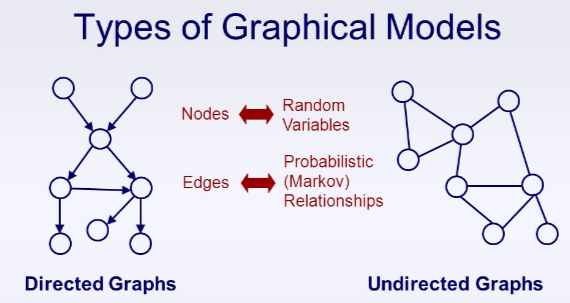 Types of Graphical Models
Nodes
Random
Variables
Edges
Probabilistic
(Markov)
Relationships
Directed Graphs
Undirected Graphs